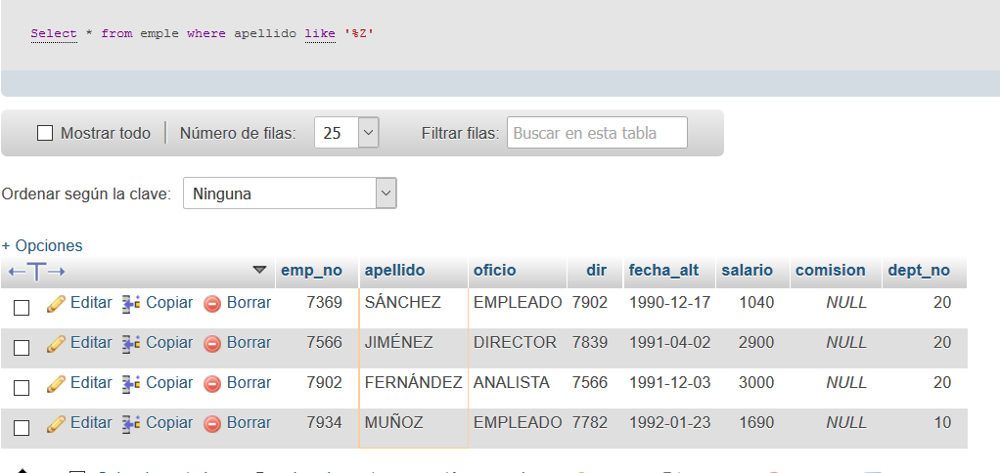 Select * from emple where apellido like '%Z'
Mostrar todo Número de filas: 25 Filtrar filas: Buscar en esta tabla
Ordenar según la clave: Ninguna
+ Opciones
←T→ emp_no apellido oficio dir fecha_alt salario comision dept_no
Editar Copiar Borrar 7369 SÁNCHEZ EMPLEADO 7902 1990-12-17 1040 NULL 20
Editar Copiar Borrar 7566 JIMÉNEZ DIRECTOR 7839 1991-04-02 2900 NULL 20
Editar Copiar Borrar 7902 FERNÁNDEZ ANALISTA 7566 1991-12-03 3000 NULL 20
Editar Copiar Borrar 7934 MUÑOZ EMPLEADO 7782 1992-01-23 1690 NULL 10